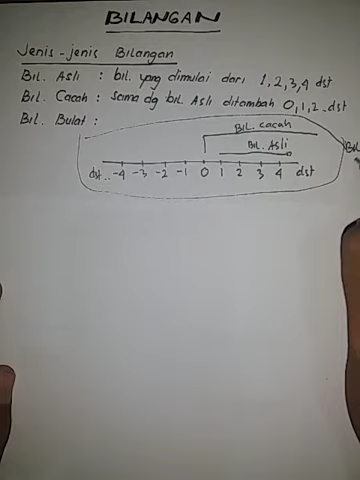 BILANGAN
Jenis-jenis Bilangan
Bil. Asli : bil. yang dimulai dari 1,2,3,4 dst
Bil. Cacah : sama dg bil. Asli ditambah 0,1,2..dst
Bil. Bulat :
BIL. CACAH
BIL. ASLI
BIL
dst.. -4 -3 -2 -1 0 1 2 3 4 dst